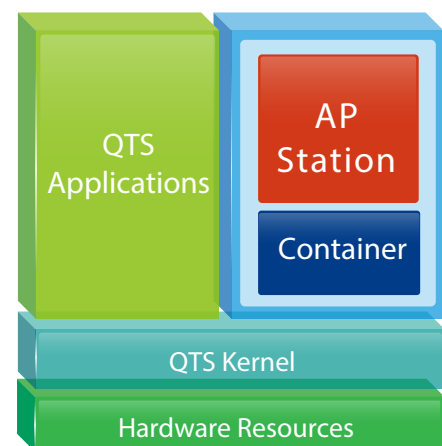 QTS
Applications
AP
Station
Container
QTS Kernel
Hardware Resources